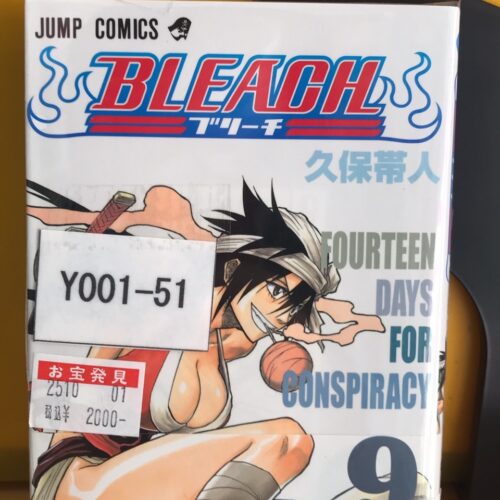 JUMP COMICS
BLEACH
ブリーチ
久保帯人
FOURTEEN
DAYS
FOR
CONSPIRACY
Y001-51
お宝発見
2510 01
税込¥ 2000-
9